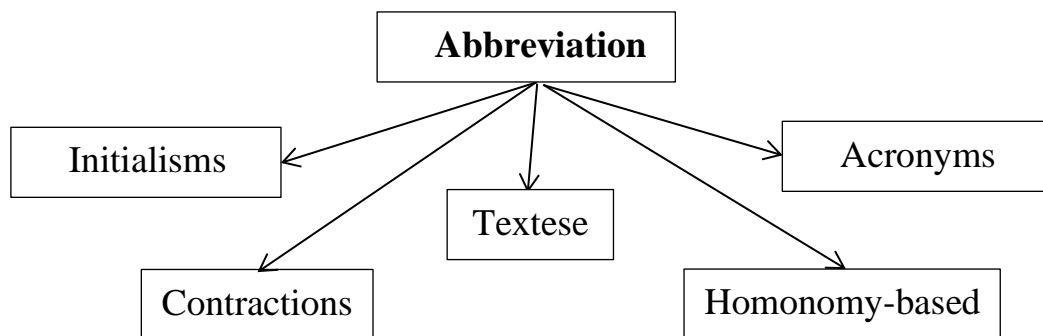 Abbreviation
Initialisms
Acronyms
Textese
Contractions
Homonomy-based